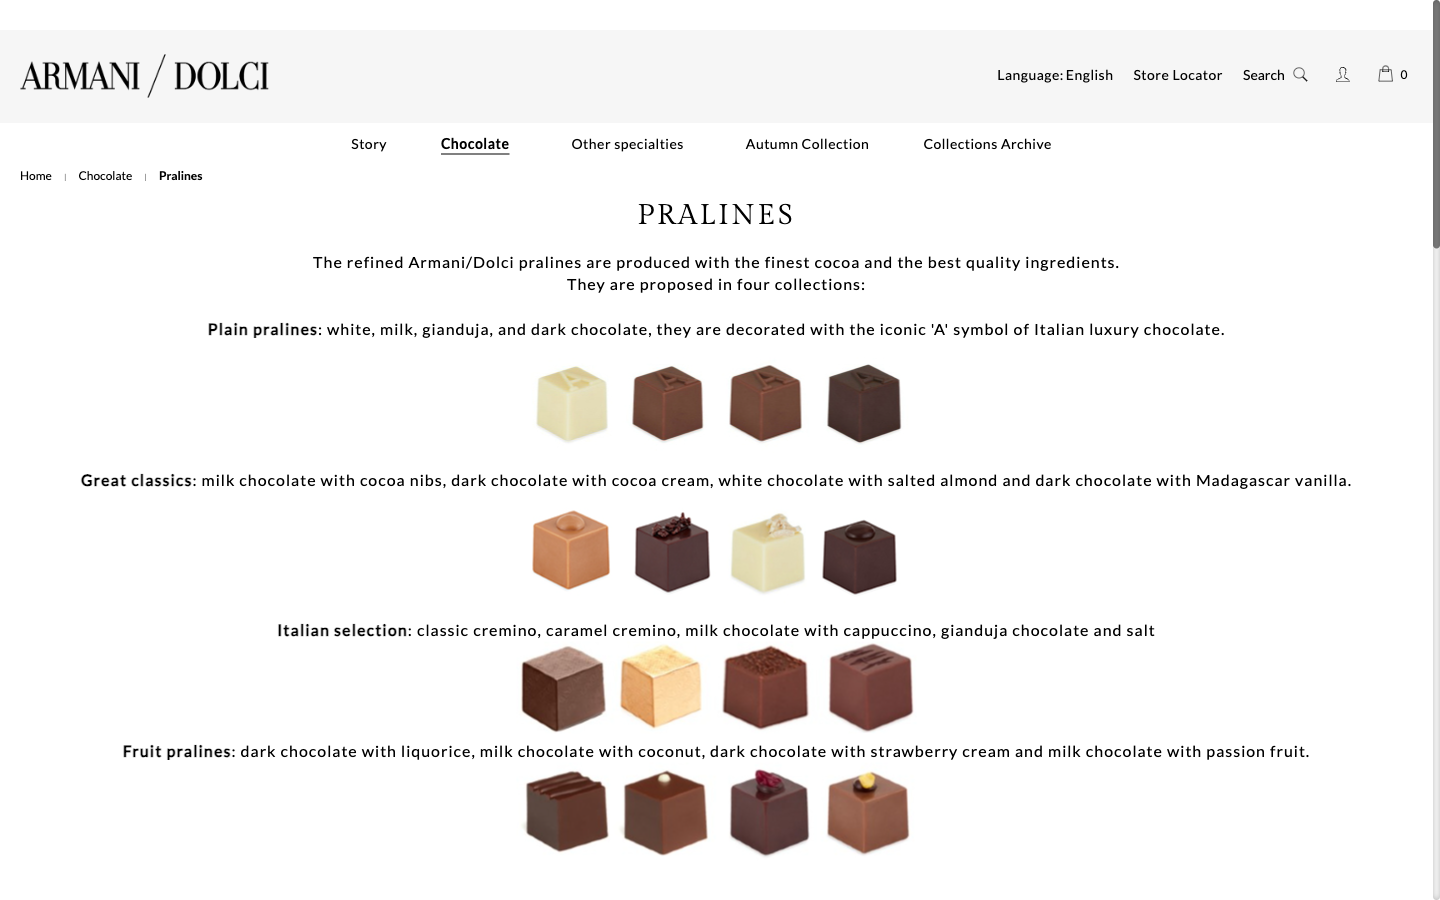 ARMANI / DOLCI
Language: English Store Locator Search 0
Story Chocolate Other specialties Autumn Collection Collections Archive
Home Chocolate Pralines
PRALINES
The refined Armani/Dolci pralines are produced with the finest cocoa and the best quality ingredients.
They are proposed in four collections:
Plain pralines: white, milk, gianduja, and dark chocolate, they are decorated with the iconic 'A' symbol of Italian luxury chocolate.
A A A A
Great classics: milk chocolate with cocoa nibs, dark chocolate with cocoa cream, white chocolate with salted almond and dark chocolate with Madagascar vanilla.
Italian selection: classic cremino, caramel cremino, milk chocolate with cappuccino, gianduja chocolate and salt
Fruit pralines: dark chocolate with liquorice, milk chocolate with coconut, dark chocolate with strawberry cream and milk chocolate with passion fruit.